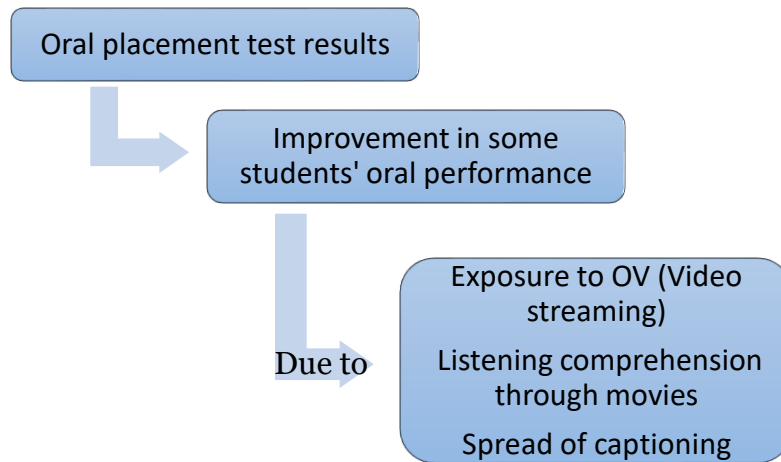 Oral placement test results
Improvement in some
students' oral performance
Due to
Exposure to OV (Video
streaming)
Listening comprehension
through movies
Spread of captioning